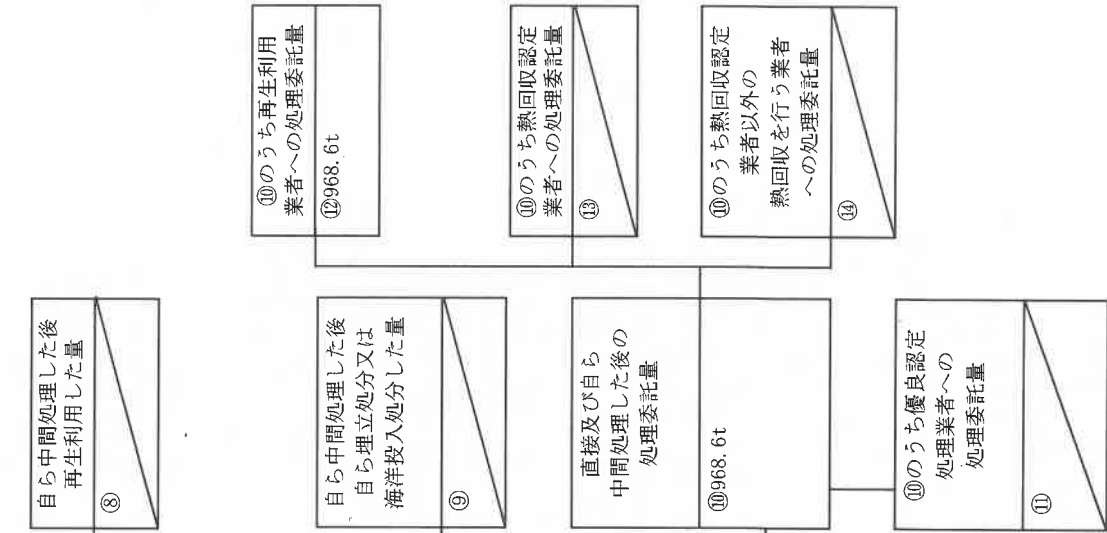 自ら中間処理した後
再生利用した量
⑧
自ら中間処理した後
自ら埋立処分又は
海洋投入処分した量
⑨
直接及び自ら
中間処理した後の
処理委託量
⑩968.6t
⑩のうち優良認定
処理業者への
処理委託量
⑪
⑩のうち再生利用
業者への処理委託量
⑫968.6t
⑩のうち熱回収認定
業者への処理委託量
⑬
⑩のうち熱回収認定
業者以外の
熱回収を行う業者
への処理委託量
⑭